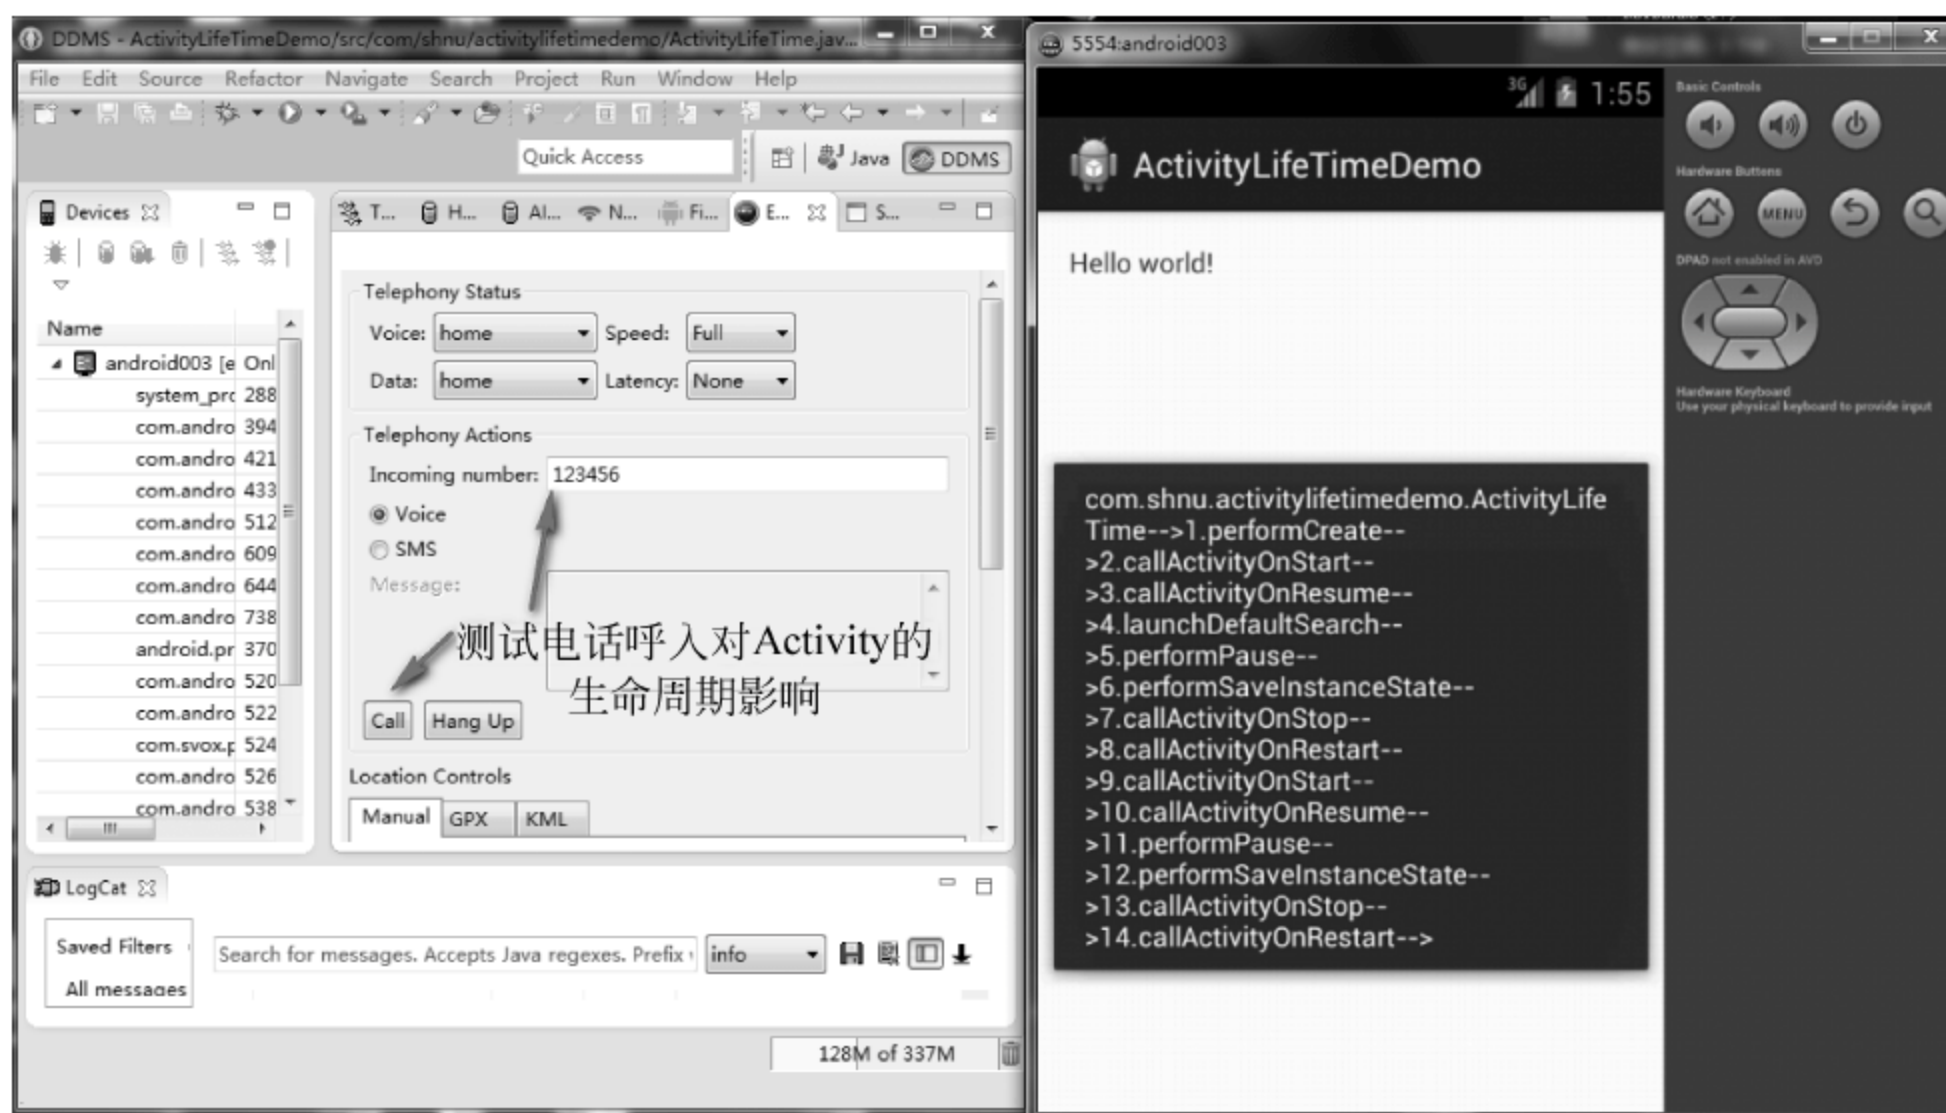 DDMS - ActivityLifeTimeDemo/src/com/shnu/activitylifetimedemo/ActivityLifeTime.jav...
File Edit Source Refactor Navigate Search Project Run Window Help
Quick Access
Java
DDMS
Devices
Name
android003 [e Onl
system_prc 288
com.andro 394
com.andro 421
com.andro 433
com.andro 512
com.andro 609
com.andro 644
com.andro 738
android.pr 370
com.andro 520
com.andro 522
com.svox.p 524
com.andro 526
com.andro 538
T... H... Al... N... Fi... E... S...
Telephony Status
Voice: home Speed: Full
Data: home Latency: None
Telephony Actions
Incoming number: 123456
Voice
SMS
Message:
测试电话呼入对Activity的
生命周期影响
Call Hang Up
Location Controls
Manual GPX KML
LogCat
Saved Filters
All messages
Search for messages. Accepts Java regexes. Prefix
info
128M of 337M
5554:android003
3G 1:55
ActivityLifeTimeDemo
Hello world!
com.shnu.activitylifetimedemo.ActivityLife
Time-->1.performCreate--
>2.callActivityOnStart--
>3.callActivityOnResume--
>4.launchDefaultSearch--
>5.performPause--
>6.performSaveInstanceState--
>7.callActivityOnStop--
>8.callActivityOnRestart--
>9.callActivityOnStart--
>10.callActivityOnResume--
>11.performPause--
>12.performSaveInstanceState--
>13.callActivityOnStop--
>14.callActivityOnRestart-->
Basic Controls
Hardware Buttons
MENU
DPAD not enabled in AVD
Hardware Keyboard
Use your physical keyboard to provide input